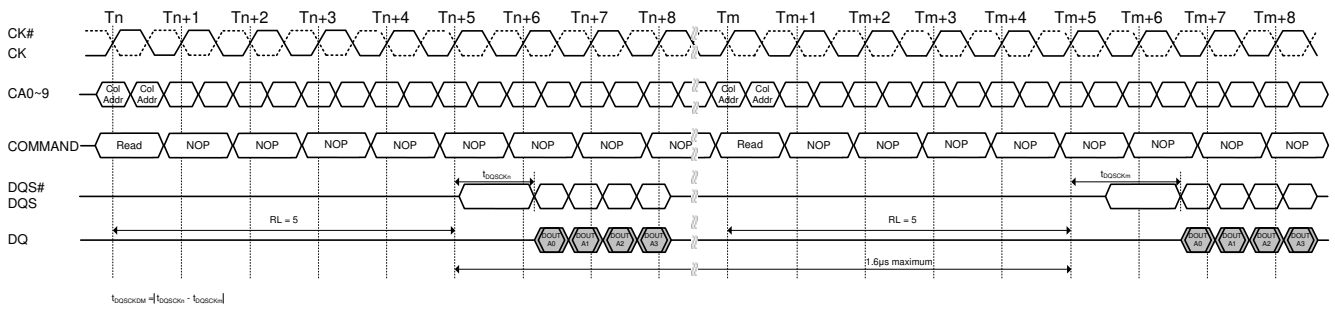 Tn Tn+1 Tn+2 Tn+3 Tn+4 Tn+5 Tn+6 Tn+7 Tn+8 Tm Tm+1 Tm+2 Tm+3 Tm+4 Tm+5 Tm+6 Tm+7 Tm+8
CK#
CK
CA0~9 Col Addr Col Addr Col Addr Col Addr
COMMAND Read NOP NOP NOP NOP NOP NOP NOP NOP Read NOP NOP NOP NOP NOP NOP NOP NOP
tDQSCKn tDQSCKm
DQS#
DQS
RL = 5 RL = 5
DQ DOUT A0 DOUT A1 DOUT A2 DOUT A3 DOUT A0 DOUT A1 DOUT A2 DOUT A3
1.6µs maximum
tDQSCKDM =|tDQSCKn - tDQSCKm|